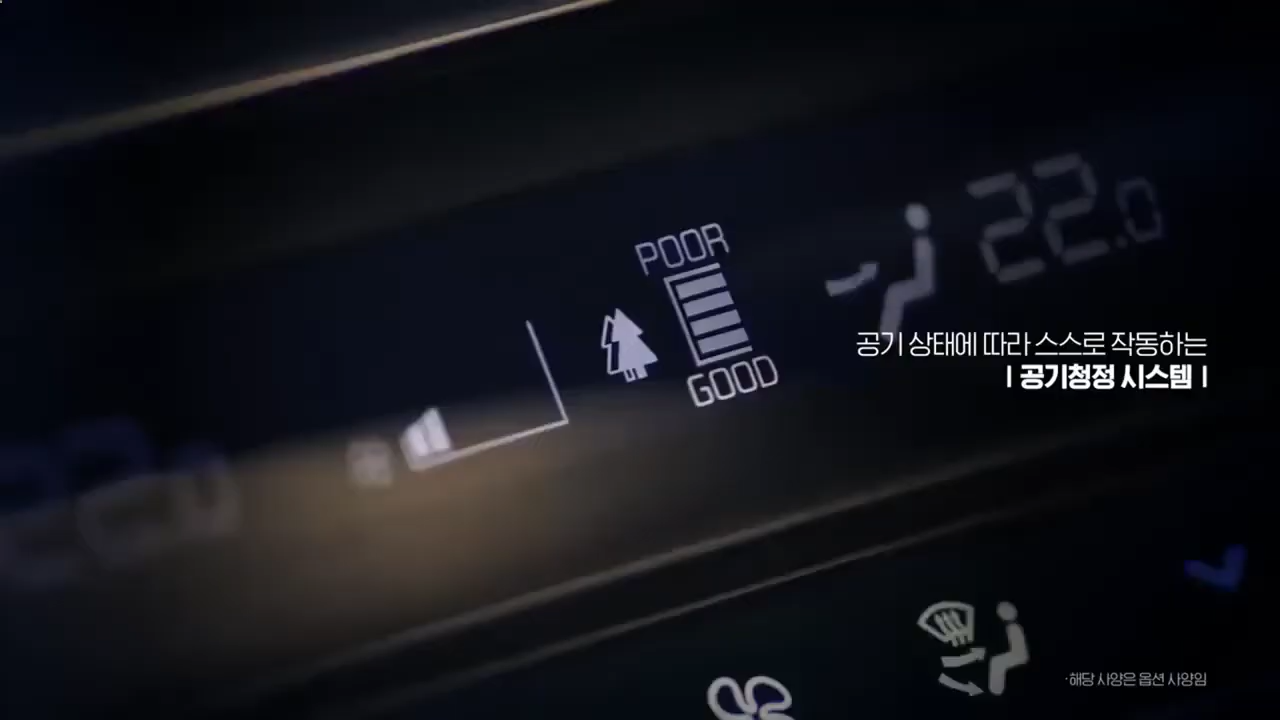 POOR
GOOD
22.0
공기 상태에 따라 스스로 작동하는
| 공기청정 시스템 |
·해당 사양은 옵션 사양임